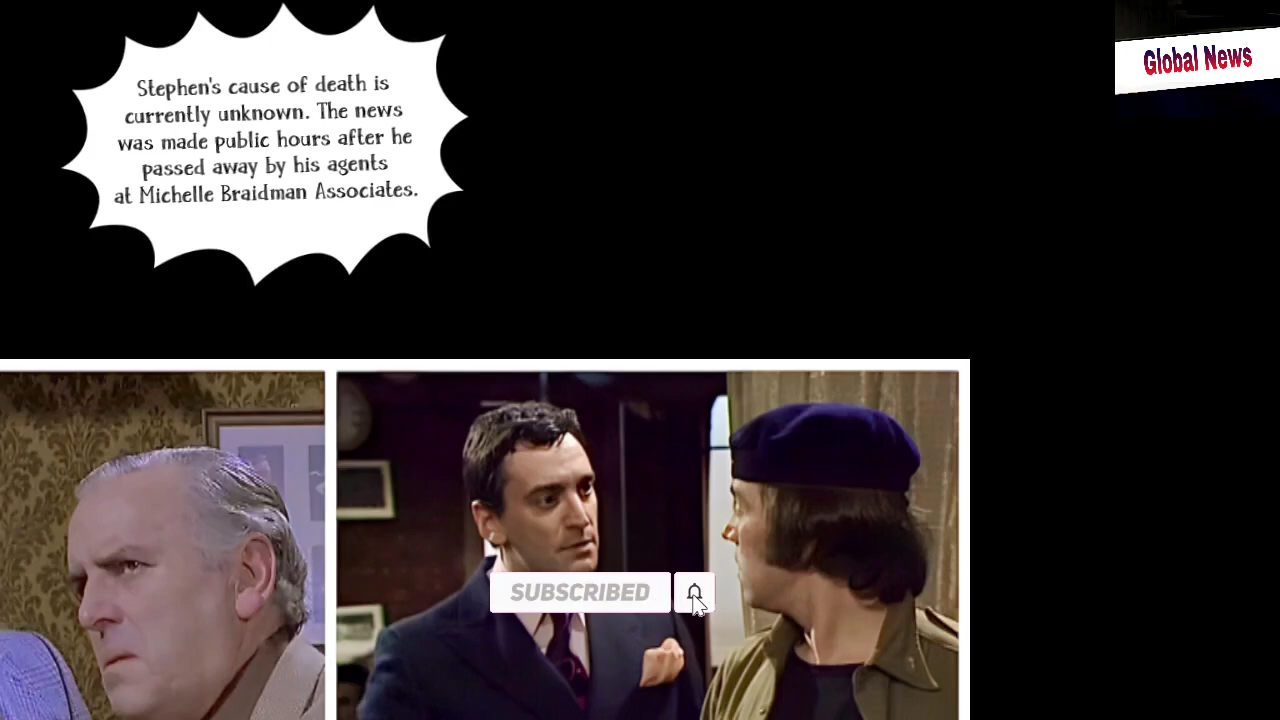 Stephen's cause of death is
currently unknown. The news
was made public hours after he
passed away by his agents
at Michelle Braidman Associates.
Global News
SUBSCRIBED